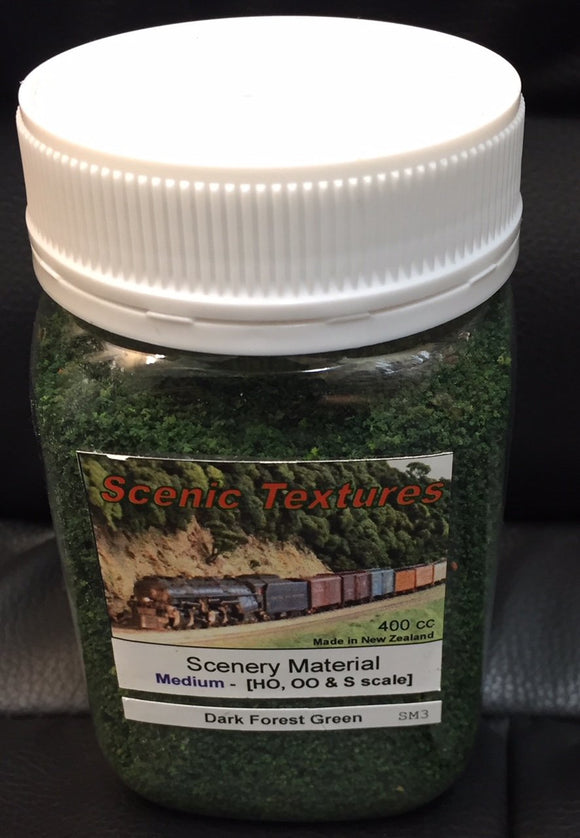 Scenic Textures
400 cc
Made in New Zealand
Scenery Material
Medium - [HO, OO & S scale]
Dark Forest Green SM3